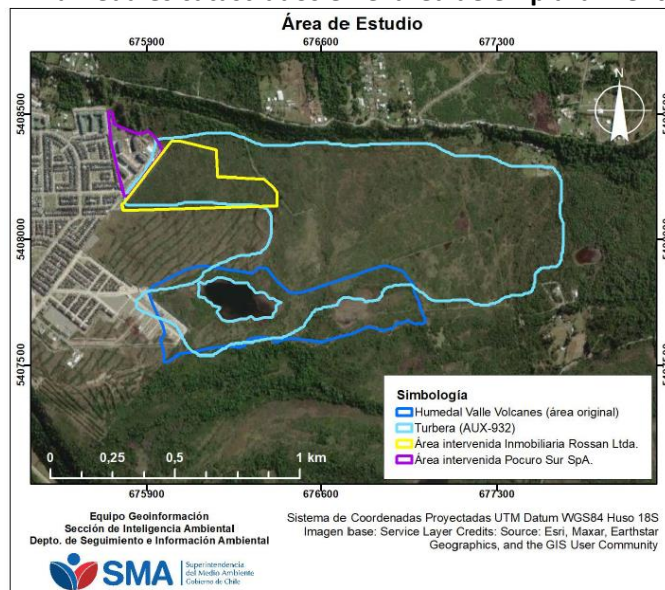 Área de Estudio
675900 676600 677300
5408500
5408000
5407500
N
Simbología
Humedal Valle Volcanes (área original)
Turbera (AUX-932)
Área intervenida Inmobiliaria Rossan Ltda.
Área intervenida Pocuro Sur SpA.
0 0,25 0,5 1 km
675900 676600 677300
Equipo Geoinformación
Sección de Inteligencia Ambiental
Depto. de Seguimiento e Información Ambiental
SMA
Superintendencia
del Medio Ambiente
Gobierno de Chile
Sistema de Coordenadas Proyectadas UTM Datum WGS84 Huso 18S
Imagen base: Service Layer Credits: Source: Esri, Maxar, Earthstar
Geographics, and the GIS User Community